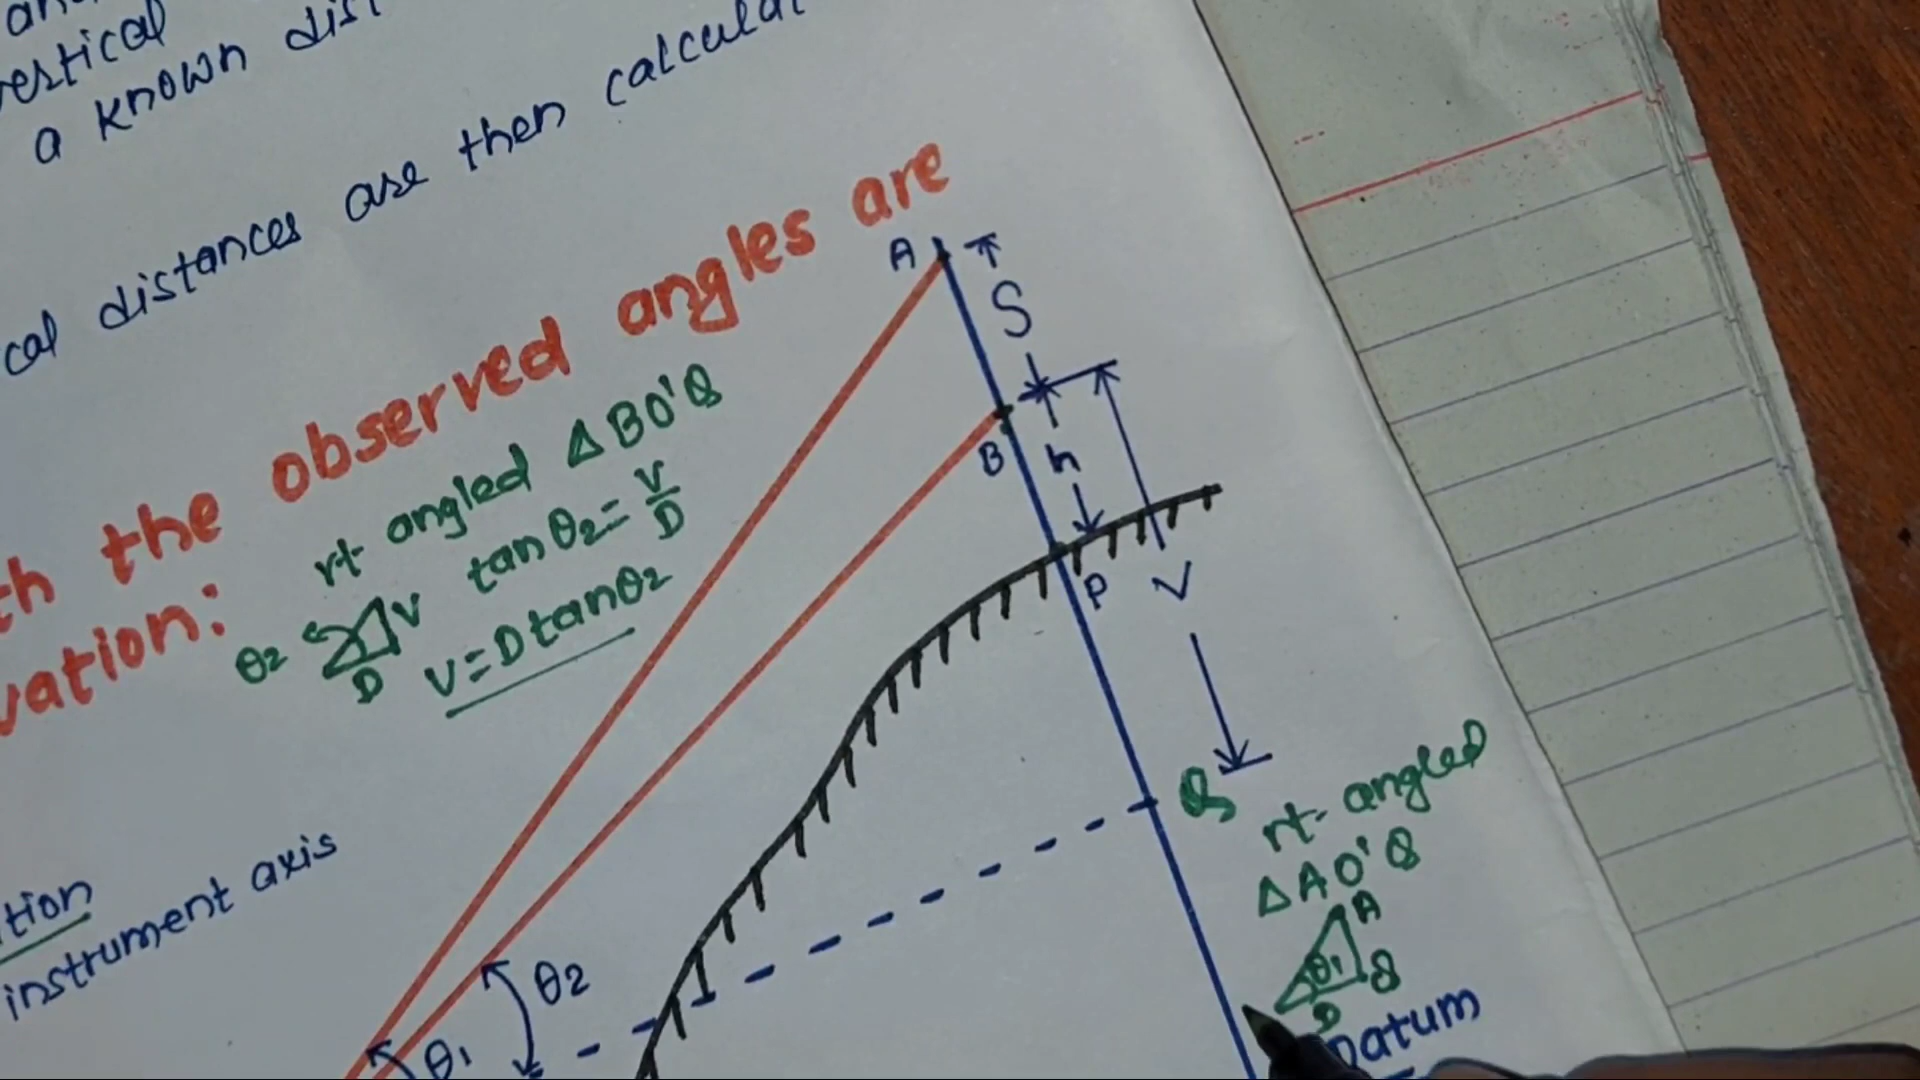 vertical
a known dist
cal distances are then calculat
th the observed angles are
vation:
rt angled Δ BO'Q
tan θ2 = V/D
V = D tan θ2
θ2
V
D
A
S
B
h
P
V
Q
rt. angled
Δ AO'Q
A
θ1
Q
D
Datum
tion
instrument axis
θ2
θ1